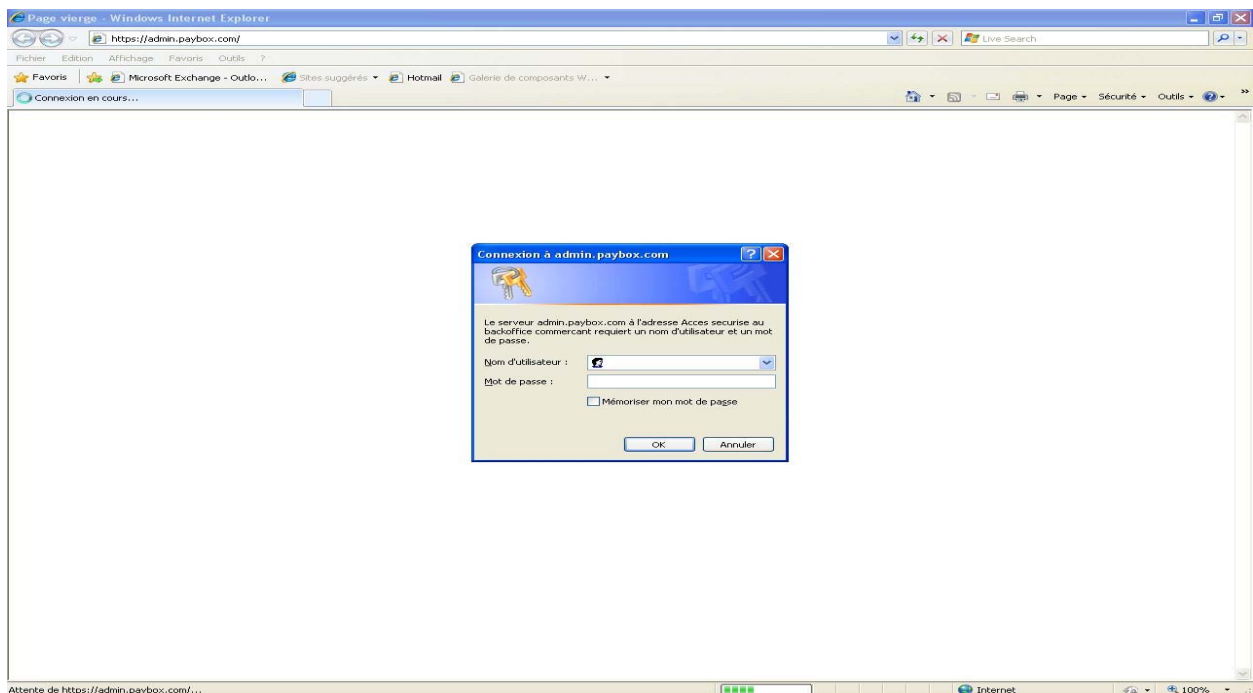 Page vierge - Windows Internet Explorer
https://admin.paybox.com/
Live Search
Fichier Edition Affichage Favoris Outils ?
Favoris Microsoft Exchange - Outlo... Sites suggérés Hotmail Galerie de composants W...
Connexion en cours... Page Sécurité Outils »
Connexion à admin.paybox.com
Le serveur admin.paybox.com à l'adresse Acces securise au
backoffice commercant requiert un nom d'utilisateur et un mot
de passe.
Nom d'utilisateur :
Mot de passe :
Mémoriser mon mot de passe
OK Annuler
Attente de https://admin.paybox.com/... Internet 100%